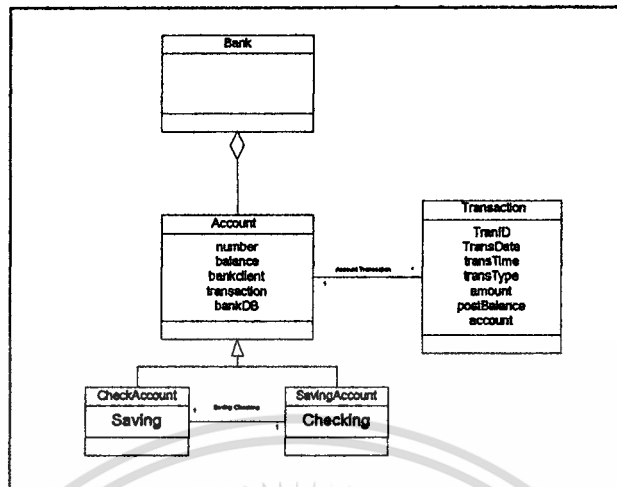 Bank
Account
number
balance
bankclient
transaction
bankDB
Account Transaction
1
*
Transaction
TranID
TransDate
transTime
transType
amount
postBalance
account
CheckAccount
Saving
Saving Checking
1
1
SavingAccount
Checking